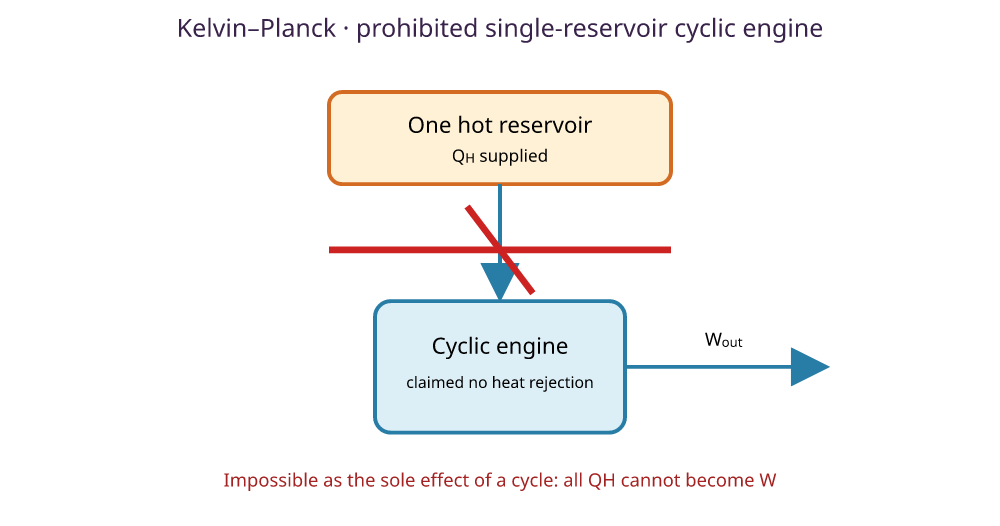 Kelvin–Planck · prohibited single-reservoir cyclic engine
One hot reservoir
QH supplied
Wout
Cyclic engine
claimed no heat rejection
Impossible as the sole effect of a cycle: all QH cannot become W